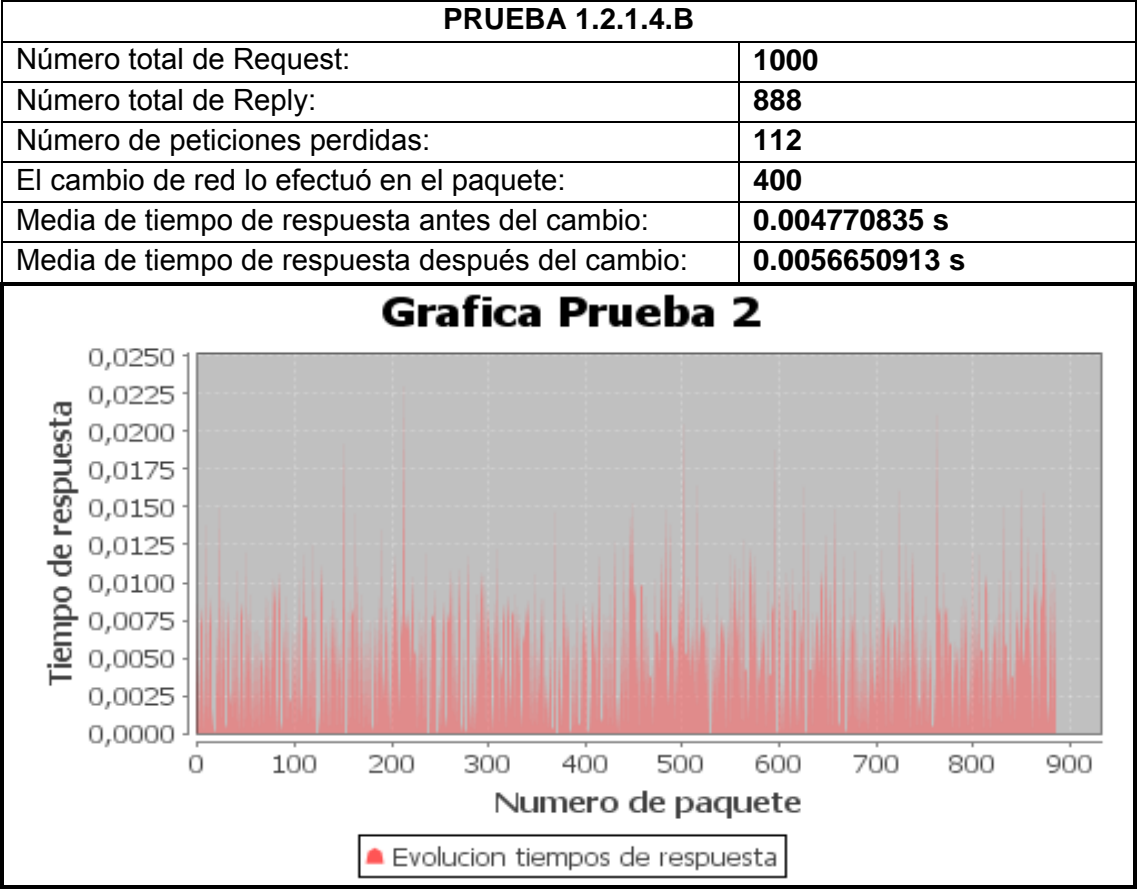 PRUEBA 1.2.1.4.B
Número total de Request: 1000
Número total de Reply: 888
Número de peticiones perdidas: 112
El cambio de red lo efectuó en el paquete: 400
Media de tiempo de respuesta antes del cambio: 0.004770835 s
Media de tiempo de respuesta después del cambio: 0.0056650913 s
Grafica Prueba 2
Tiempo de respuesta
0,0250
0,0225
0,0200
0,0175
0,0150
0,0125
0,0100
0,0075
0,0050
0,0025
0,0000
0 100 200 300 400 500 600 700 800 900
Numero de paquete
Evolucion tiempos de respuesta